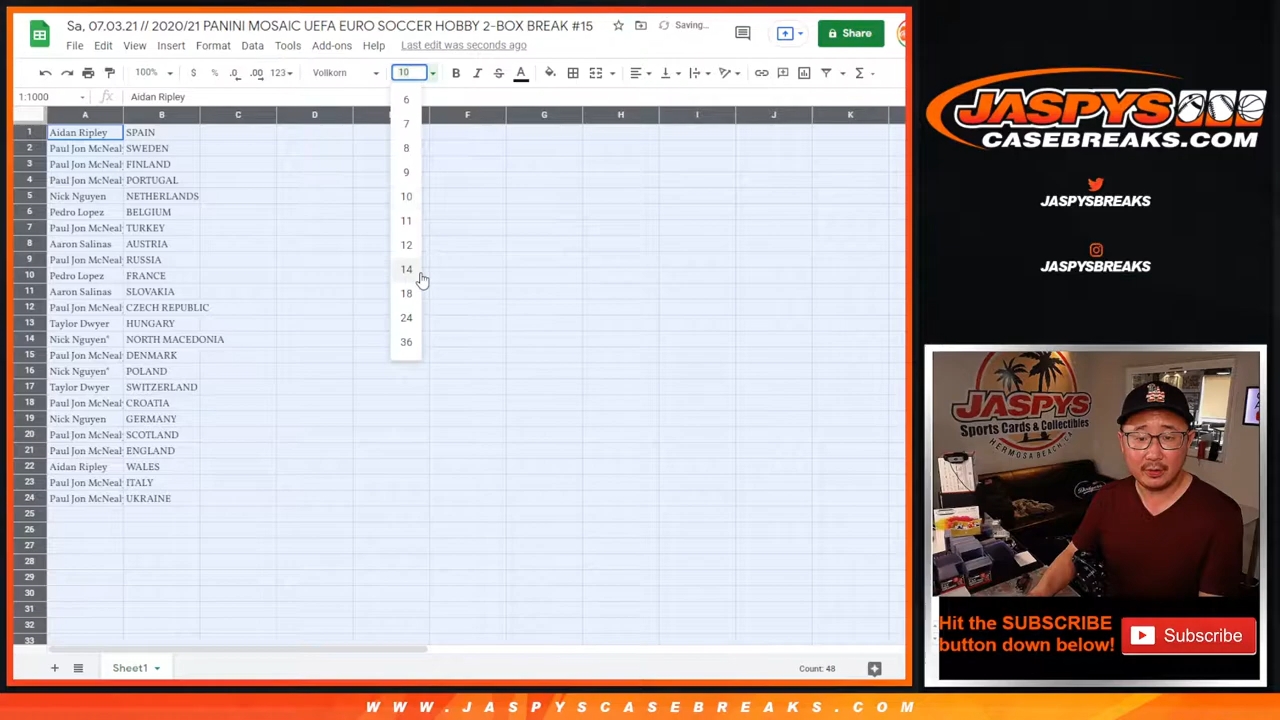 Sa, 07.03.21 // 2020/21 PANINI MOSAIC UEFA EURO SOCCER HOBBY 2-BOX BREAK #15
Saving...
File Edit View Insert Format Data Tools Add-ons Help Last edit was seconds ago
Share
100% $ % .0 .00 123 Vollkorn 10 B I S A
1:1000 fx Aidan Ripley
A B C D F G H I J K
1 Aidan Ripley SPAIN
2 Paul Jon McNeal SWEDEN
3 Paul Jon McNeal FINLAND
4 Paul Jon McNeal PORTUGAL
5 Nick Nguyen NETHERLANDS
6 Pedro Lopez BELGIUM
7 Paul Jon McNeal TURKEY
8 Aaron Salinas AUSTRIA
9 Paul Jon McNeal RUSSIA
10 Pedro Lopez FRANCE
11 Aaron Salinas SLOVAKIA
12 Paul Jon McNeal CZECH REPUBLIC
13 Taylor Dwyer HUNGARY
14 Nick Nguyen* NORTH MACEDONIA
15 Paul Jon McNeal DENMARK
16 Nick Nguyen* POLAND
17 Taylor Dwyer SWITZERLAND
18 Paul Jon McNeal CROATIA
19 Nick Nguyen GERMANY
20 Paul Jon McNeal SCOTLAND
21 Paul Jon McNeal ENGLAND
22 Aidan Ripley WALES
23 Paul Jon McNeal ITALY
24 Paul Jon McNeal UKRAINE
25
26
27
28
29
30
31
32
33
6
7
8
9
10
11
12
14
18
24
36
Sheet1
Count: 48
JASPYS
CASEBREAKS.COM
JASPYSBREAKS
JASPYSBREAKS
JASPYS
Sports Cards & Collectibles
HERMOSA BEACH, CA
Dodgers
Hit the SUBSCRIBE
button down below!
Subscribe
WWW.JASPYSCASEBREAKS.COM